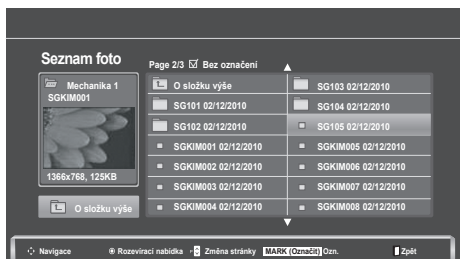 Seznam foto
Page 2/3 Bez označení
Mechanika 1
SGKIM001
1366x768, 125KB
O složku výše
O složku výše
SG101 02/12/2010
SG102 02/12/2010
SGKIM001 02/12/2010
SGKIM002 02/12/2010
SGKIM003 02/12/2010
SGKIM004 02/12/2010
SG103 02/12/2010
SG104 02/12/2010
SG105 02/12/2010
SGKIM005 02/12/2010
SGKIM006 02/12/2010
SGKIM007 02/12/2010
SGKIM008 02/12/2010
Navigace Rozevírací nabídka Změna stránky MARK (Označit) Ozn. Zpět